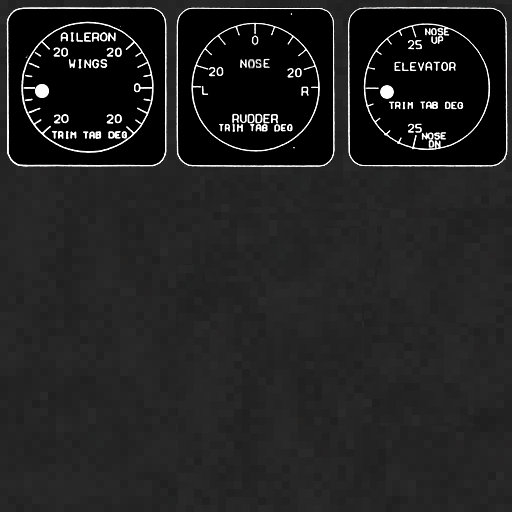 AILERON
20 20
WINGS
0
20 20
TRIM TAB DEG
0
NOSE
20 20
L R
RUDDER
TRIM TAB DEG
NOSE
UP
25
ELEVATOR
TRIM TAB DEG
25
NOSE
DN